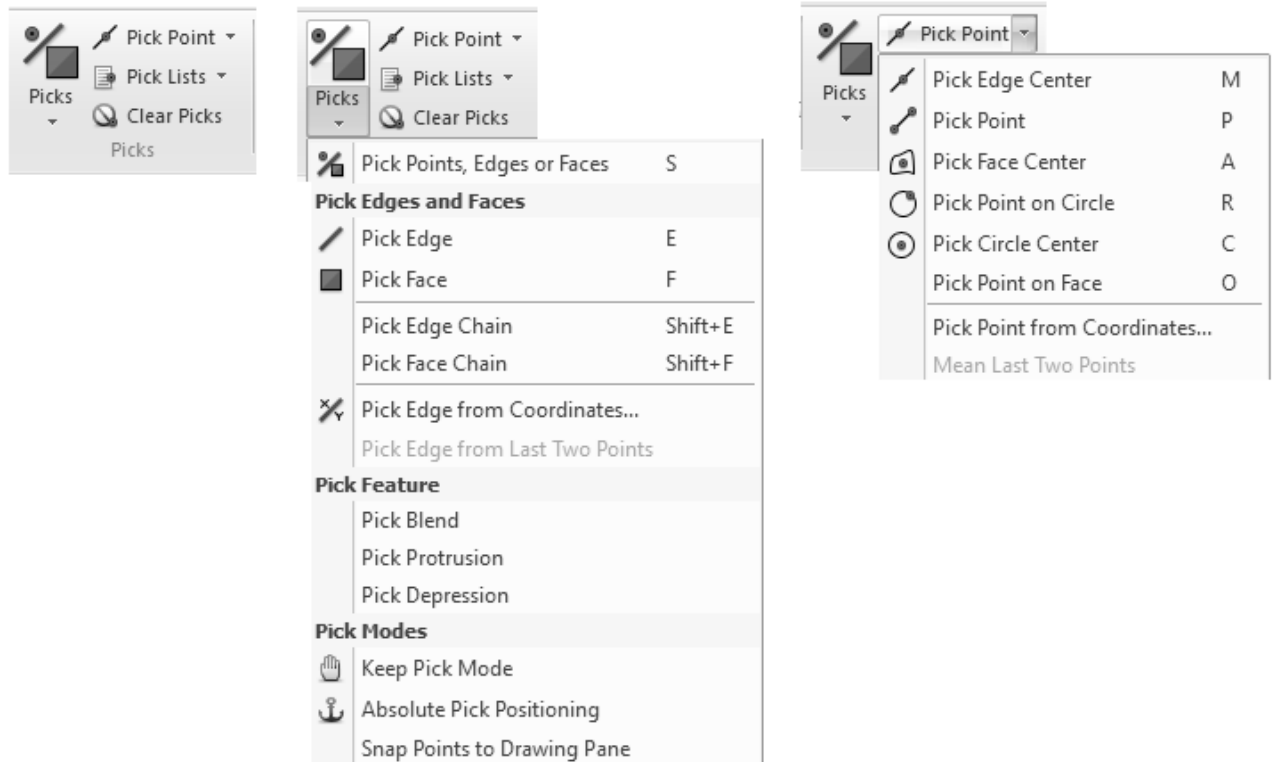 Pick Point
Pick Lists
Picks
Clear Picks
Picks
Pick Point
Pick Lists
Picks
Clear Picks
Pick Points, Edges or Faces S
Pick Edges and Faces
Pick Edge E
Pick Face F
Pick Edge Chain Shift+E
Pick Face Chain Shift+F
Pick Edge from Coordinates...
Pick Edge from Last Two Points
Pick Feature
Pick Blend
Pick Protrusion
Pick Depression
Pick Modes
Keep Pick Mode
Absolute Pick Positioning
Snap Points to Drawing Pane
Pick Point
Picks
Pick Edge Center M
Pick Point P
Pick Face Center A
Pick Point on Circle R
Pick Circle Center C
Pick Point on Face O
Pick Point from Coordinates...
Mean Last Two Points